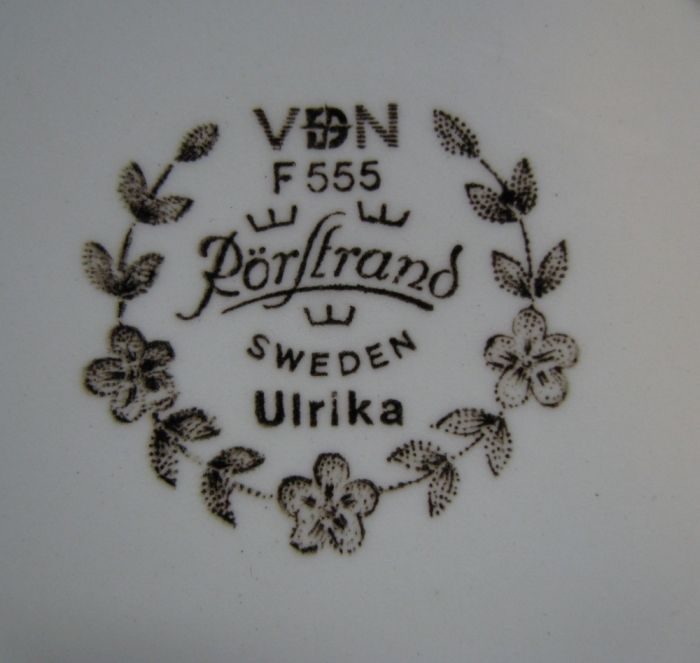 VDN
F 555
Rörstrand
SWEDEN
Ulrika